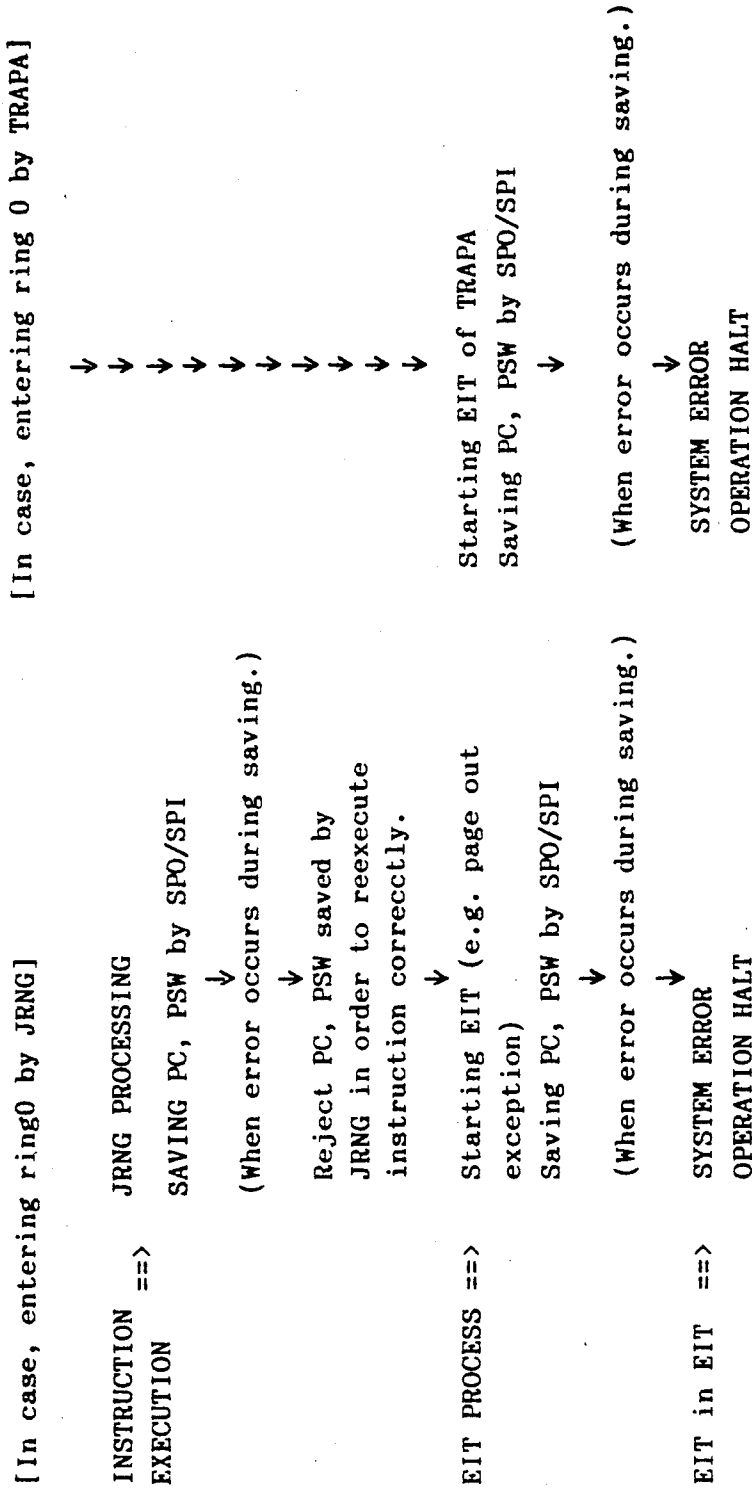 [In case, entering ring0 by JRNG]
[In case, entering ring 0 by TRAPA]
INSTRUCTION ==> JRNG PROCESSING
EXECUTION
SAVING PC, PSW by SPO/SPI
↓
(When error occurs during saving.)
↓
Reject PC, PSW saved by
JRNG in order to reexecute
instruction correcctly.
↓
EIT PROCESS ==> Starting EIT (e.g. page out
exception)
Saving PC, PSW by SPO/SPI
↓
(When error occurs during saving.)
↓
EIT in EIT ==> SYSTEM ERROR
OPERATION HALT
↓
↓
↓
↓
↓
↓
↓
↓
↓
↓
Starting EIT of TRAPA
Saving PC, PSW by SPO/SPI
↓
(When error occurs during saving.)
↓
SYSTEM ERROR
OPERATION HALT